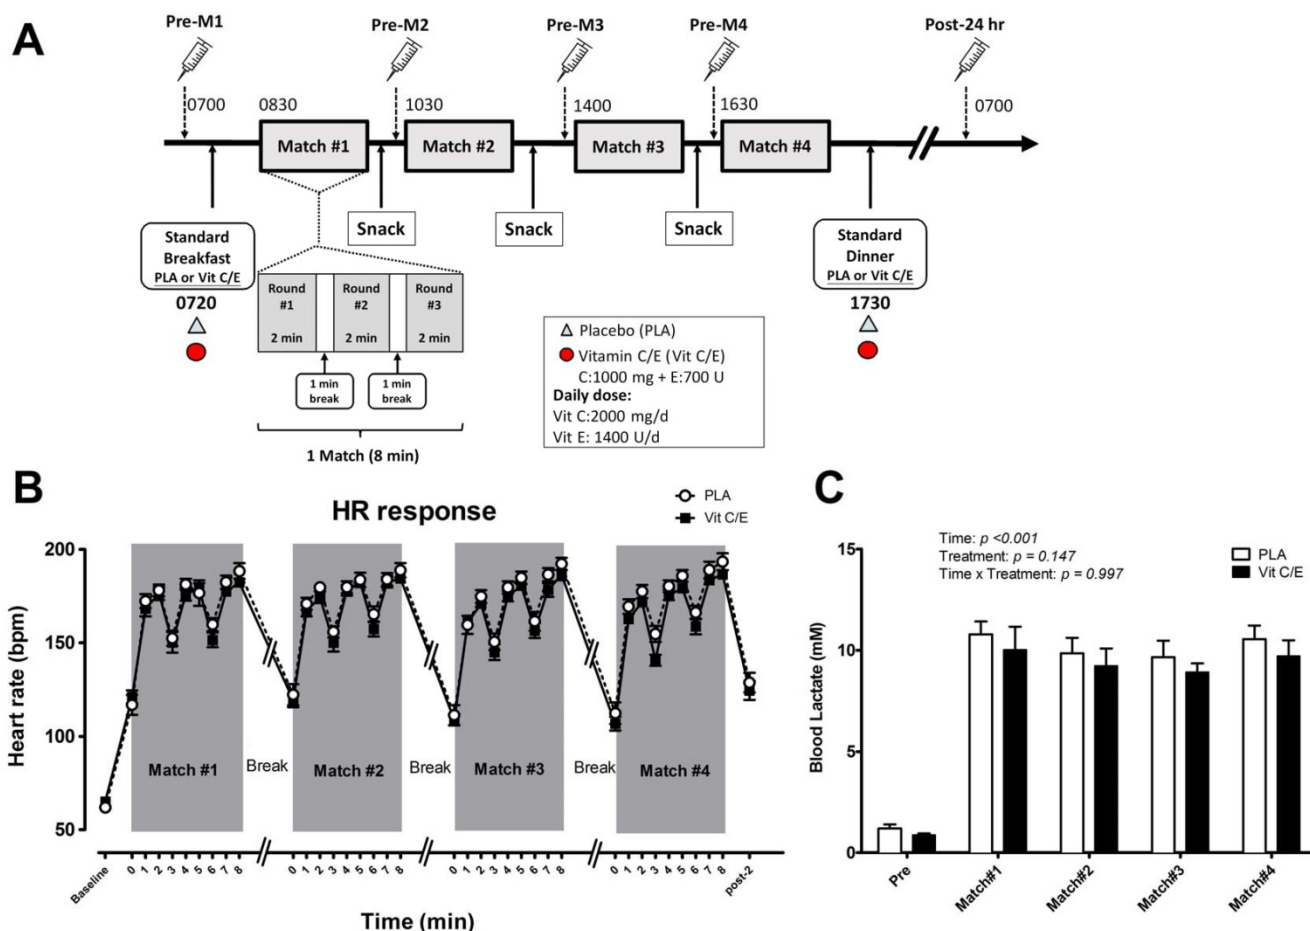 A
Pre-M1
Pre-M2
Pre-M3
Pre-M4
Post-24 hr
0700
0830
1030
1400
1630
0700
Match #1
Match #2
Match #3
Match #4
Standard
Breakfast
PLA or Vit C/E
0720
Snack
Snack
Snack
Standard
Dinner
PLA or Vit C/E
1730
Round
#1
2 min
Round
#2
2 min
Round
#3
2 min
1 min
break
1 min
break
1 Match (8 min)
Placebo (PLA)
Vitamin C/E (Vit C/E)
C:1000 mg + E:700 U
Daily dose:
Vit C:2000 mg/d
Vit E: 1400 U/d
B
HR response
PLA
Vit C/E
Heart rate (bpm)
200
150
100
50
Match #1
Break
Match #2
Break
Match #3
Break
Match #4
Baseline
0 1 2 3 4 5 6 7 8
0 1 2 3 4 5 6 7 8
0 1 2 3 4 5 6 7 8
0 1 2 3 4 5 6 7 8
post-2
Time (min)
C
Time: p <0.001
Treatment: p = 0.147
Time x Treatment: p = 0.997
PLA
Vit C/E
Blood Lactate (mM)
15
10
5
0
Pre
Match#1
Match#2
Match#3
Match#4